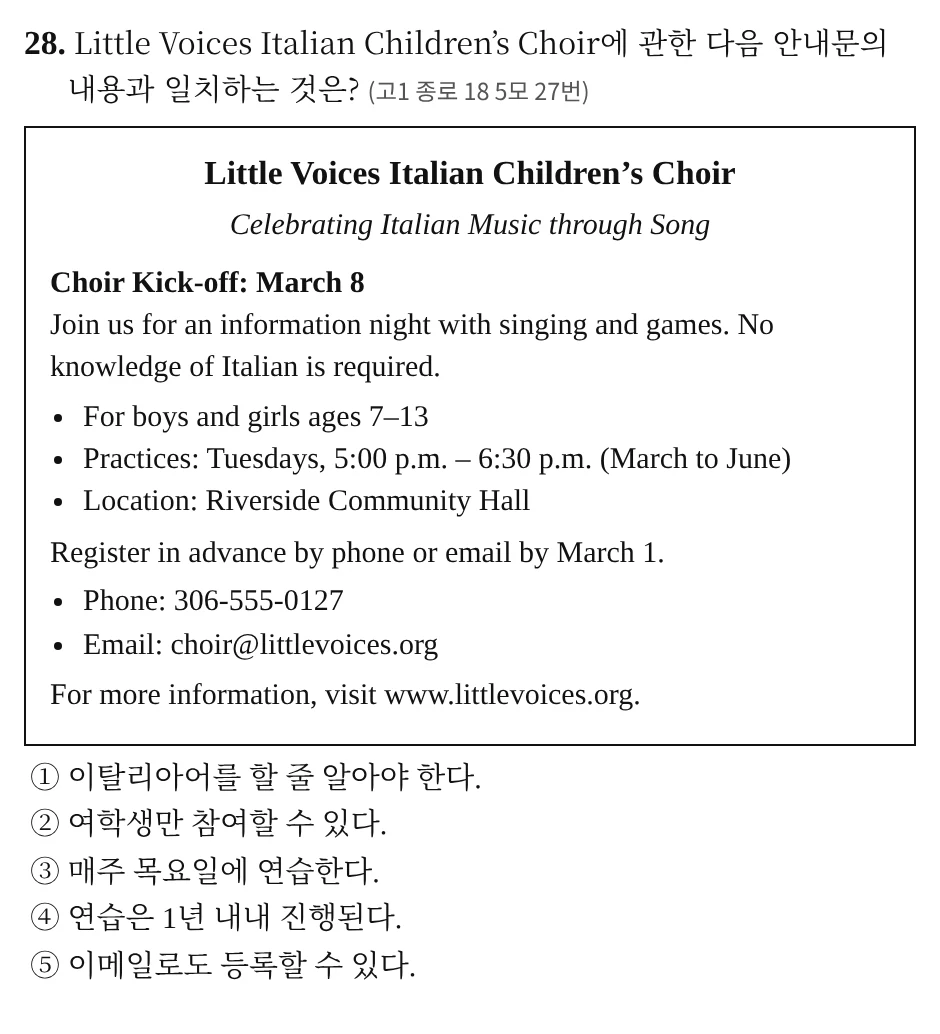 28. Little Voices Italian Children’s Choir에 관한 다음 안내문의
내용과 일치하는 것은? (고1 종로 18 5모 27번)
Little Voices Italian Children’s Choir
Celebrating Italian Music through Song
Choir Kick-off: March 8
Join us for an information night with singing and games. No
knowledge of Italian is required.
• For boys and girls ages 7–13
• Practices: Tuesdays, 5:00 p.m. – 6:30 p.m. (March to June)
• Location: Riverside Community Hall
Register in advance by phone or email by March 1.
• Phone: 306-555-0127
• Email: choir@littlevoices.org
For more information, visit www.littlevoices.org.
① 이탈리아어를 할 줄 알아야 한다.
② 여학생만 참여할 수 있다.
③ 매주 목요일에 연습한다.
④ 연습은 1년 내내 진행된다.
⑤ 이메일로도 등록할 수 있다.